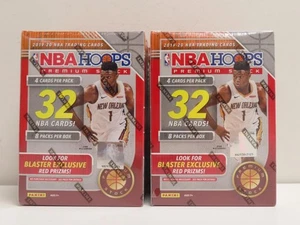 2019-20 NBA TRADING CARDS
NBA HOOPS
PREMIUM STOCK
4 CARDS PER PACK
32
NBA CARDS!
8 PACKS PER BOX
NEW ORLEANS
1
LOOK FOR
BLASTER EXCLUSIVE
RED PRIZMS!
PANINI
2019-20 NBA TRADING CARDS
NBA HOOPS
PREMIUM STOCK
4 CARDS PER PACK
32
NBA CARDS!
8 PACKS PER BOX
NEW ORLEANS
1
LOOK FOR
BLASTER EXCLUSIVE
RED PRIZMS!
PANINI